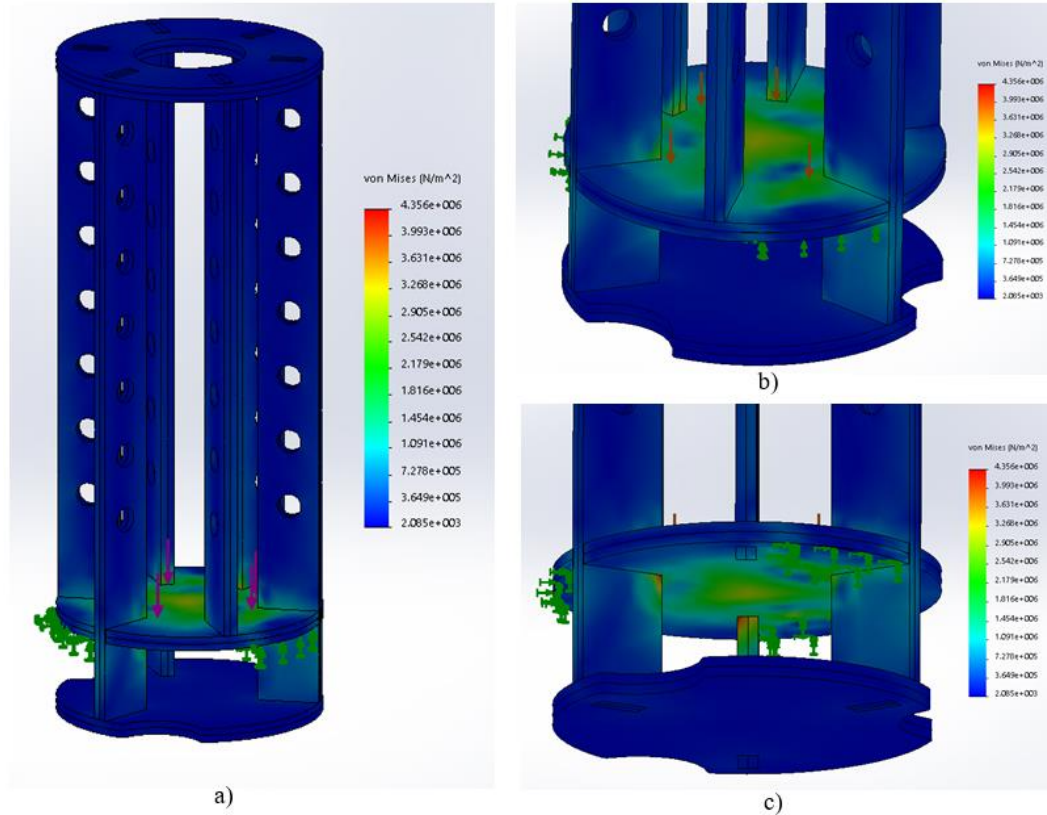 von Mises (N/m^2)
4.356e+006
3.993e+006
3.631e+006
3.268e+006
2.905e+006
2.542e+006
2.179e+006
1.816e+006
1.454e+006
1.091e+006
7.278e+005
3.649e+005
2.085e+003
a)
von Mises (N/m^2)
4.356e+006
3.993e+006
3.631e+006
3.268e+006
2.905e+006
2.542e+006
2.179e+006
1.816e+006
1.454e+006
1.091e+006
7.278e+005
3.649e+005
2.085e+003
b)
von Mises (N/m^2)
4.356e+006
3.993e+006
3.631e+006
3.268e+006
2.905e+006
2.542e+006
2.179e+006
1.816e+006
1.454e+006
1.091e+006
7.278e+005
3.649e+005
2.085e+003
c)